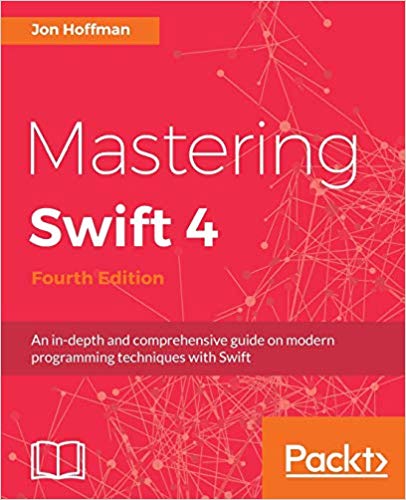 Jon Hoffman
Mastering
Swift 4
Fourth Edition
An in-depth and comprehensive guide on modern
programming techniques with Swift
Packt>